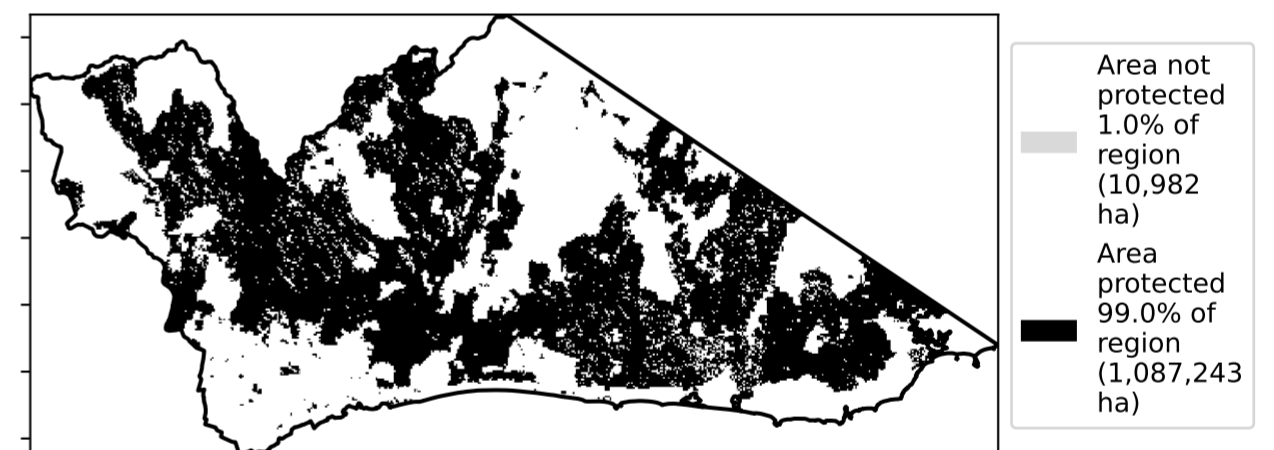 Area not
protected
1.0% of
region
(10,982
ha)
Area
protected
99.0% of
region
(1,087,243
ha)